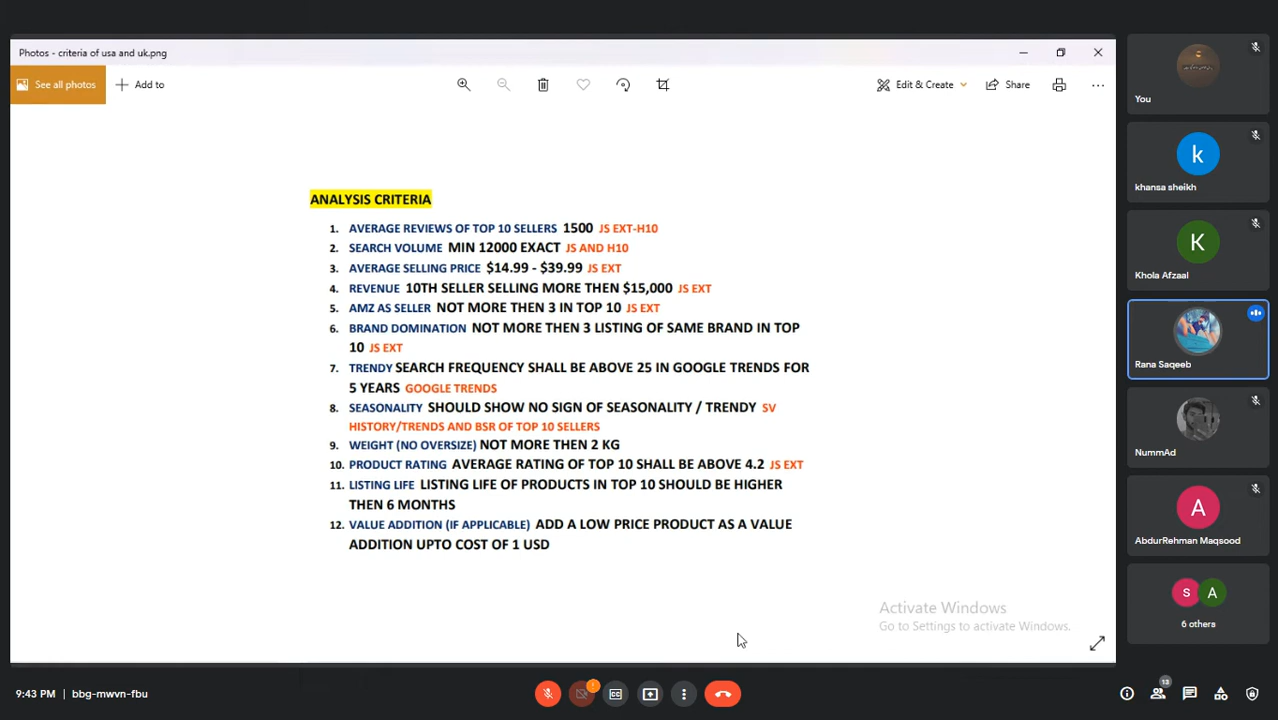 Photos - criteria of usa and uk.png
See all photos
Add to
Edit & Create
Share
ANALYSIS CRITERIA
1. AVERAGE REVIEWS OF TOP 10 SELLERS 1500 JS EXT-H10
2. SEARCH VOLUME MIN 12000 EXACT JS AND H10
3. AVERAGE SELLING PRICE $14.99 - $39.99 JS EXT
4. REVENUE 10TH SELLER SELLING MORE THEN $15,000 JS EXT
5. AMZ AS SELLER NOT MORE THEN 3 IN TOP 10 JS EXT
6. BRAND DOMINATION NOT MORE THEN 3 LISTING OF SAME BRAND IN TOP
10 JS EXT
7. TRENDY SEARCH FREQUENCY SHALL BE ABOVE 25 IN GOOGLE TRENDS FOR
5 YEARS GOOGLE TRENDS
8. SEASONALITY SHOULD SHOW NO SIGN OF SEASONALITY / TRENDY SV
HISTORY/TRENDS AND BSR OF TOP 10 SELLERS
9. WEIGHT (NO OVERSIZE) NOT MORE THEN 2 KG
10. PRODUCT RATING AVERAGE RATING OF TOP 10 SHALL BE ABOVE 4.2 JS EXT
11. LISTING LIFE LISTING LIFE OF PRODUCTS IN TOP 10 SHOULD BE HIGHER
THEN 6 MONTHS
12. VALUE ADDITION (IF APPLICABLE) ADD A LOW PRICE PRODUCT AS A VALUE
ADDITION UPTO COST OF 1 USD
Activate Windows
Go to Settings to activate Windows.
You
k
khansa sheikh
K
Khola Afzaal
Rana Saqeeb
NummAd
A
AbdurRehman Maqsood
S A
6 others
9:43 PM | bbg-mwvn-fbu
13